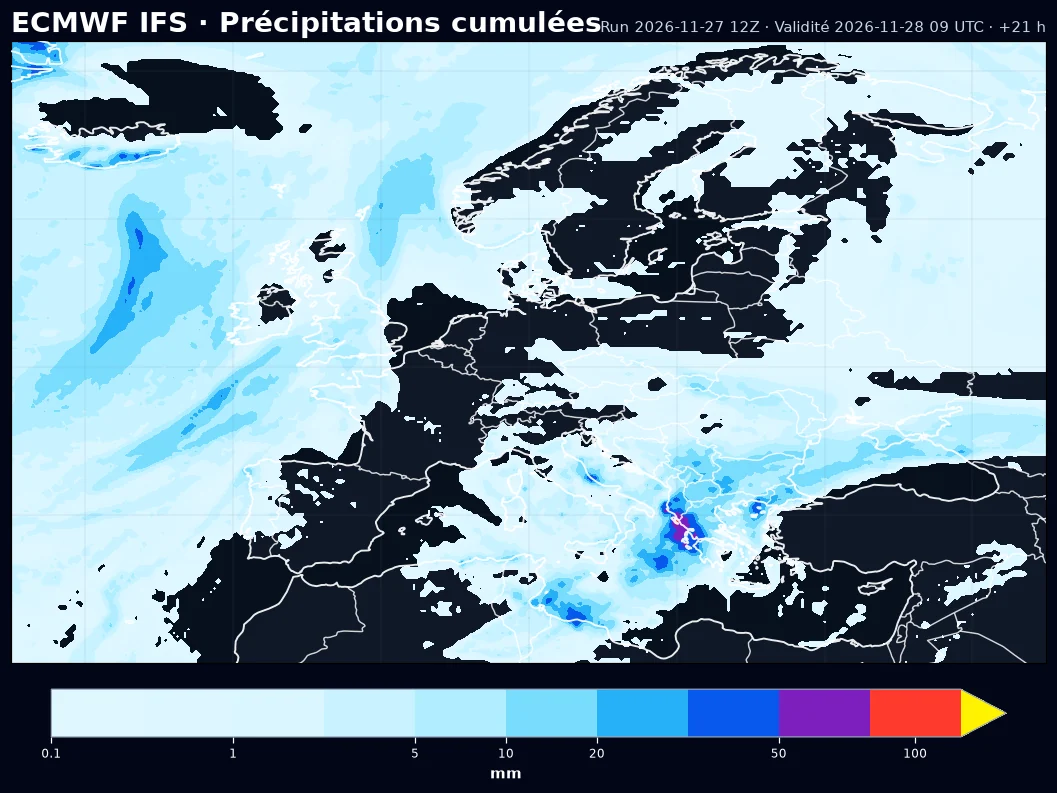 ECMWF IFS · Précipitations cumulées
Run 2026-11-27 12Z · Validité 2026-11-28 09 UTC · +21 h
0.1 1 5 10 20 50 100
mm